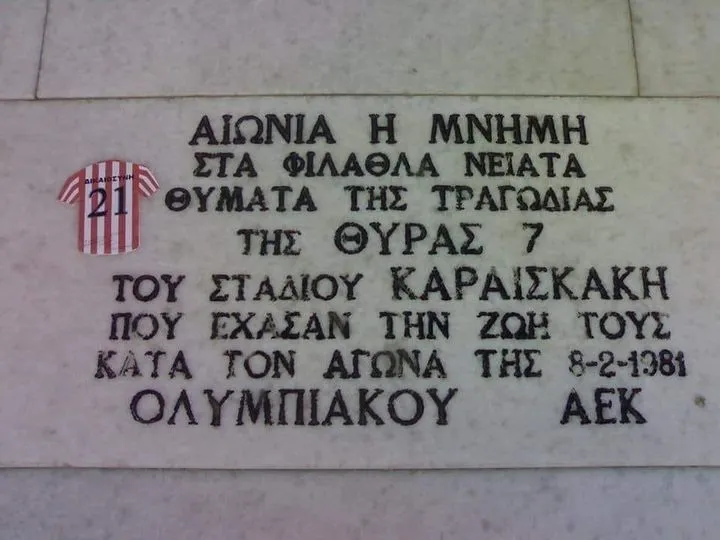 ΑΙΩΝΙΑ Η ΜΝΗΜΗ
ΣΤΑ ΦΙΛΑΘΛΑ ΝΕΙΑΤΑ
ΔΙΚΑΙΟΣΥΝΗ
21
ΘΥΜΑΤΑ ΤΗΣ ΤΡΑΓΩΔΙΑΣ
ΤΗΣ ΘΥΡΑΣ 7
ΤΟΥ ΣΤΑΔΙΟΥ ΚΑΡΑΙΣΚΑΚΗ
ΠΟΥ ΕΧΑΣΑΝ ΤΗΝ ΖΩΗ ΤΟΥΣ
ΚΑΤΑ ΤΟΝ ΑΓΩΝΑ ΤΗΣ 8-2-1981
ΟΛΥΜΠΙΑΚΟΥ ΑΕΚ